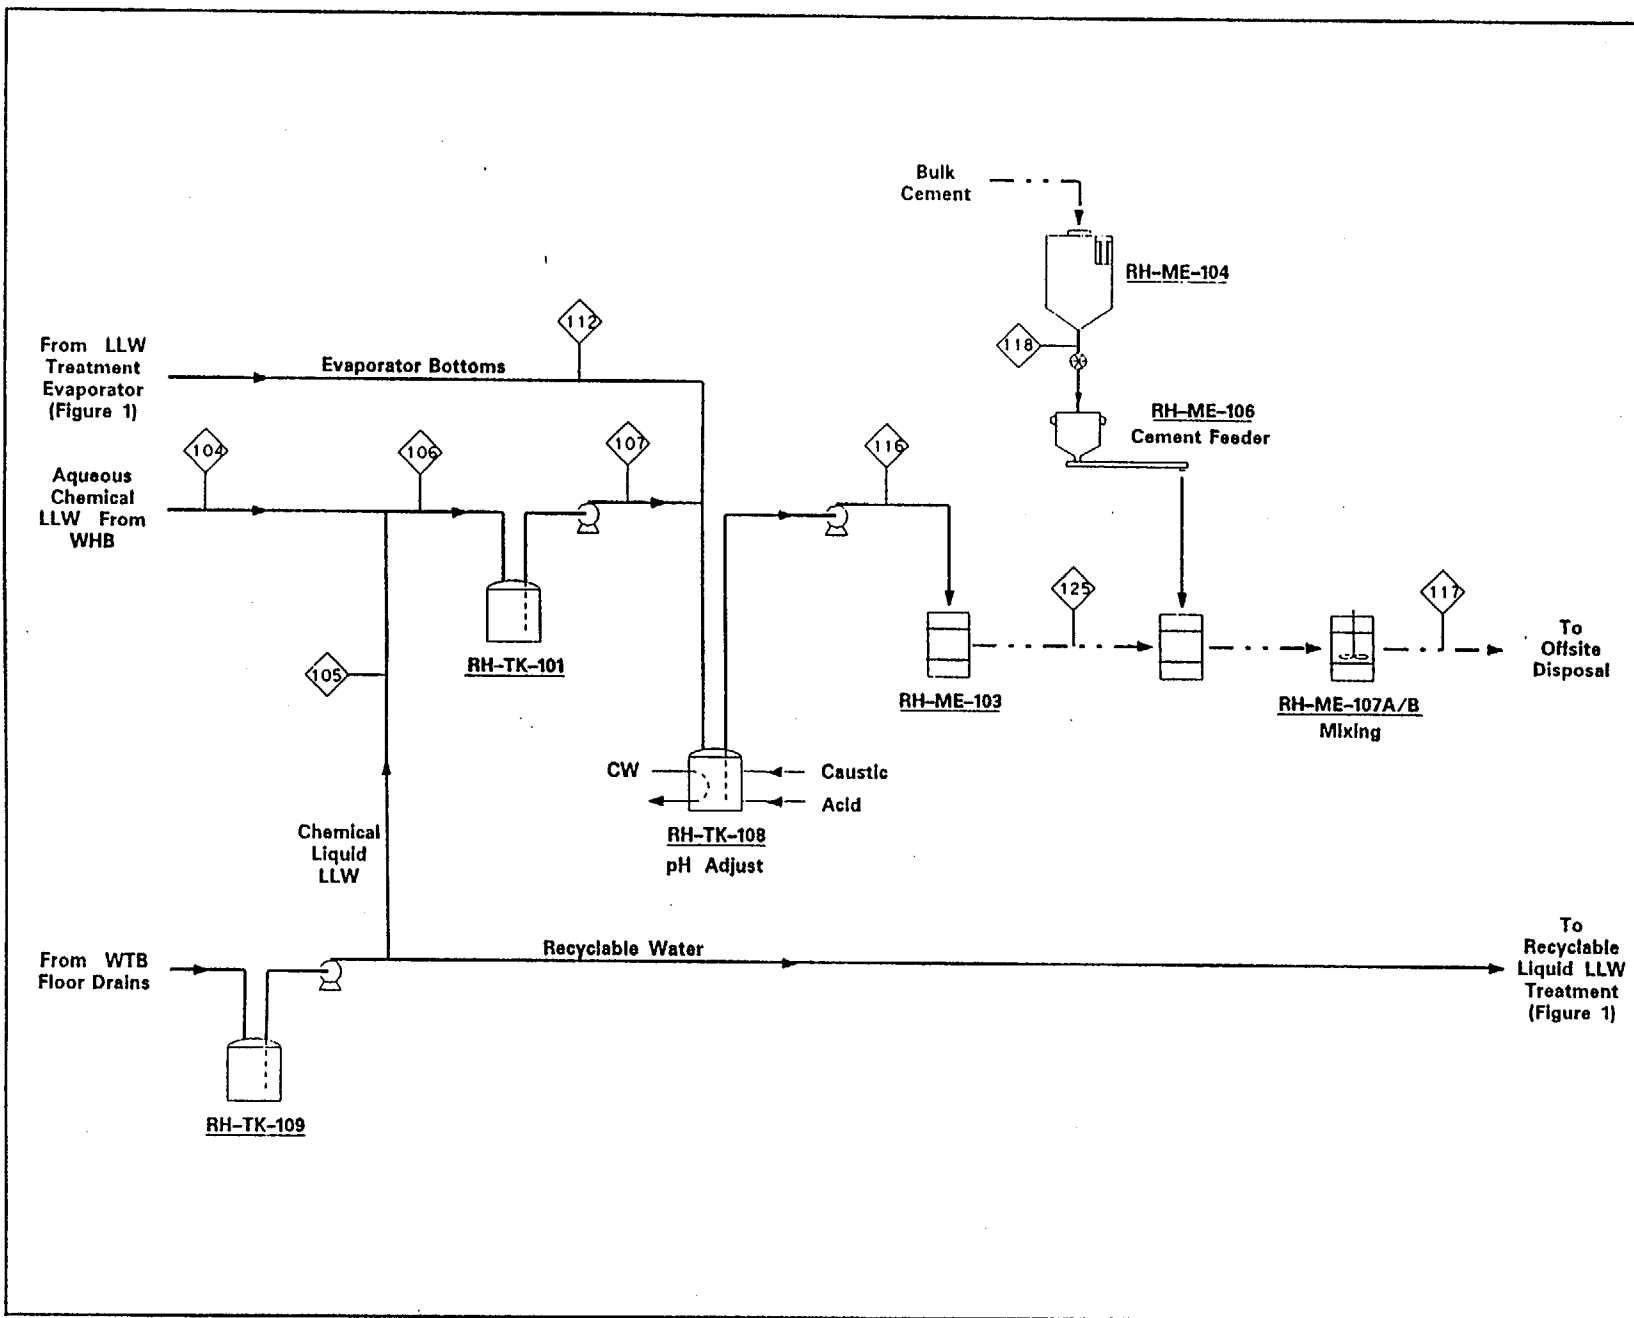 Bulk
Cement
RH-ME-104
112
118
From LLW
Treatment
Evaporator
(Figure 1)
Evaporator Bottoms
RH-ME-106
Cement Feeder
104
106
107
116
Aqueous
Chemical
LLW From
WHB
125
117
To
Offsite
Disposal
RH-TK-101
105
RH-ME-103
RH-ME-107A/B
Mixing
CW
Caustic
Acid
RH-TK-108
pH Adjust
Chemical
Liquid
LLW
From WTB
Floor Drains
Recyclable Water
To
Recyclable
Liquid LLW
Treatment
(Figure 1)
RH-TK-109